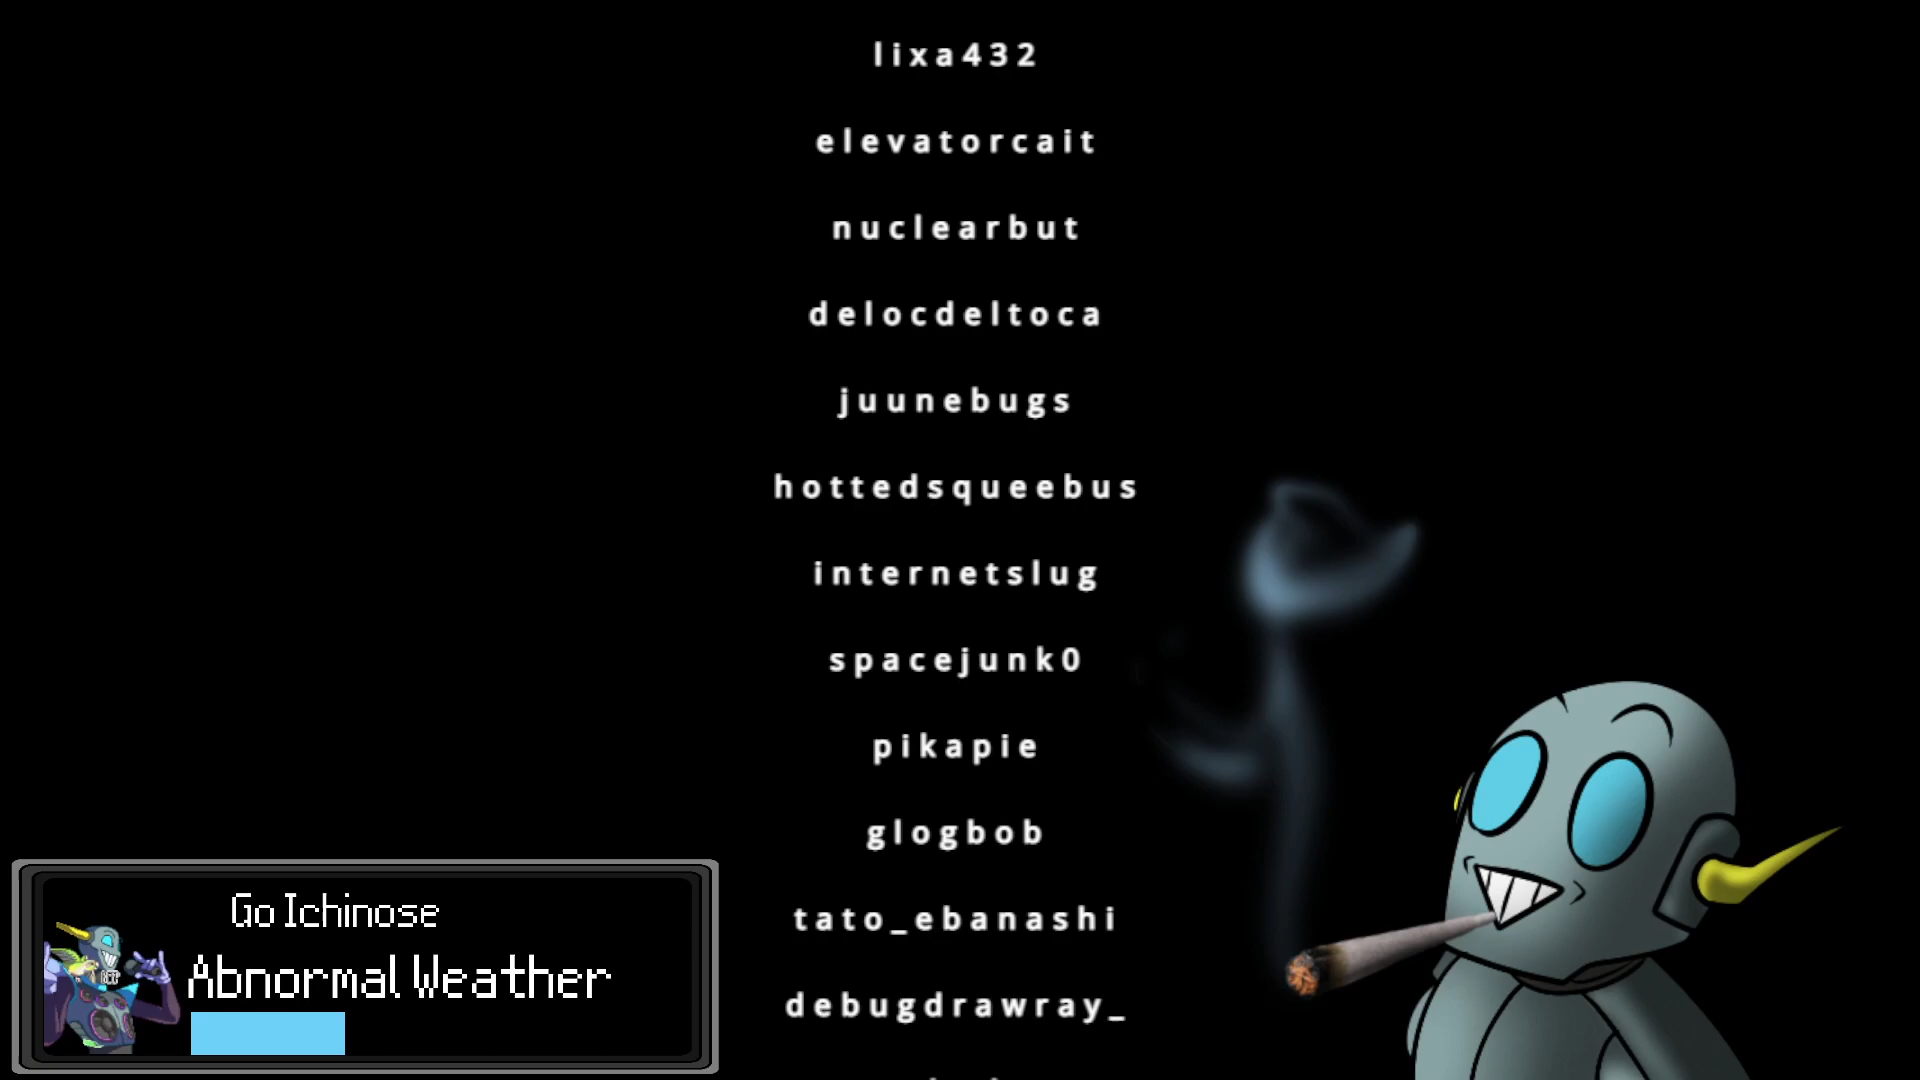 lixa432
elevatorcait
nuclearbut
delocdeltoca
juunebugs
hottedsqueebus
internetslug
spacejunk0
pikapie
glogbob
tato_ebanashi
debugdrawray_
Go Ichinose
Abnormal Weather